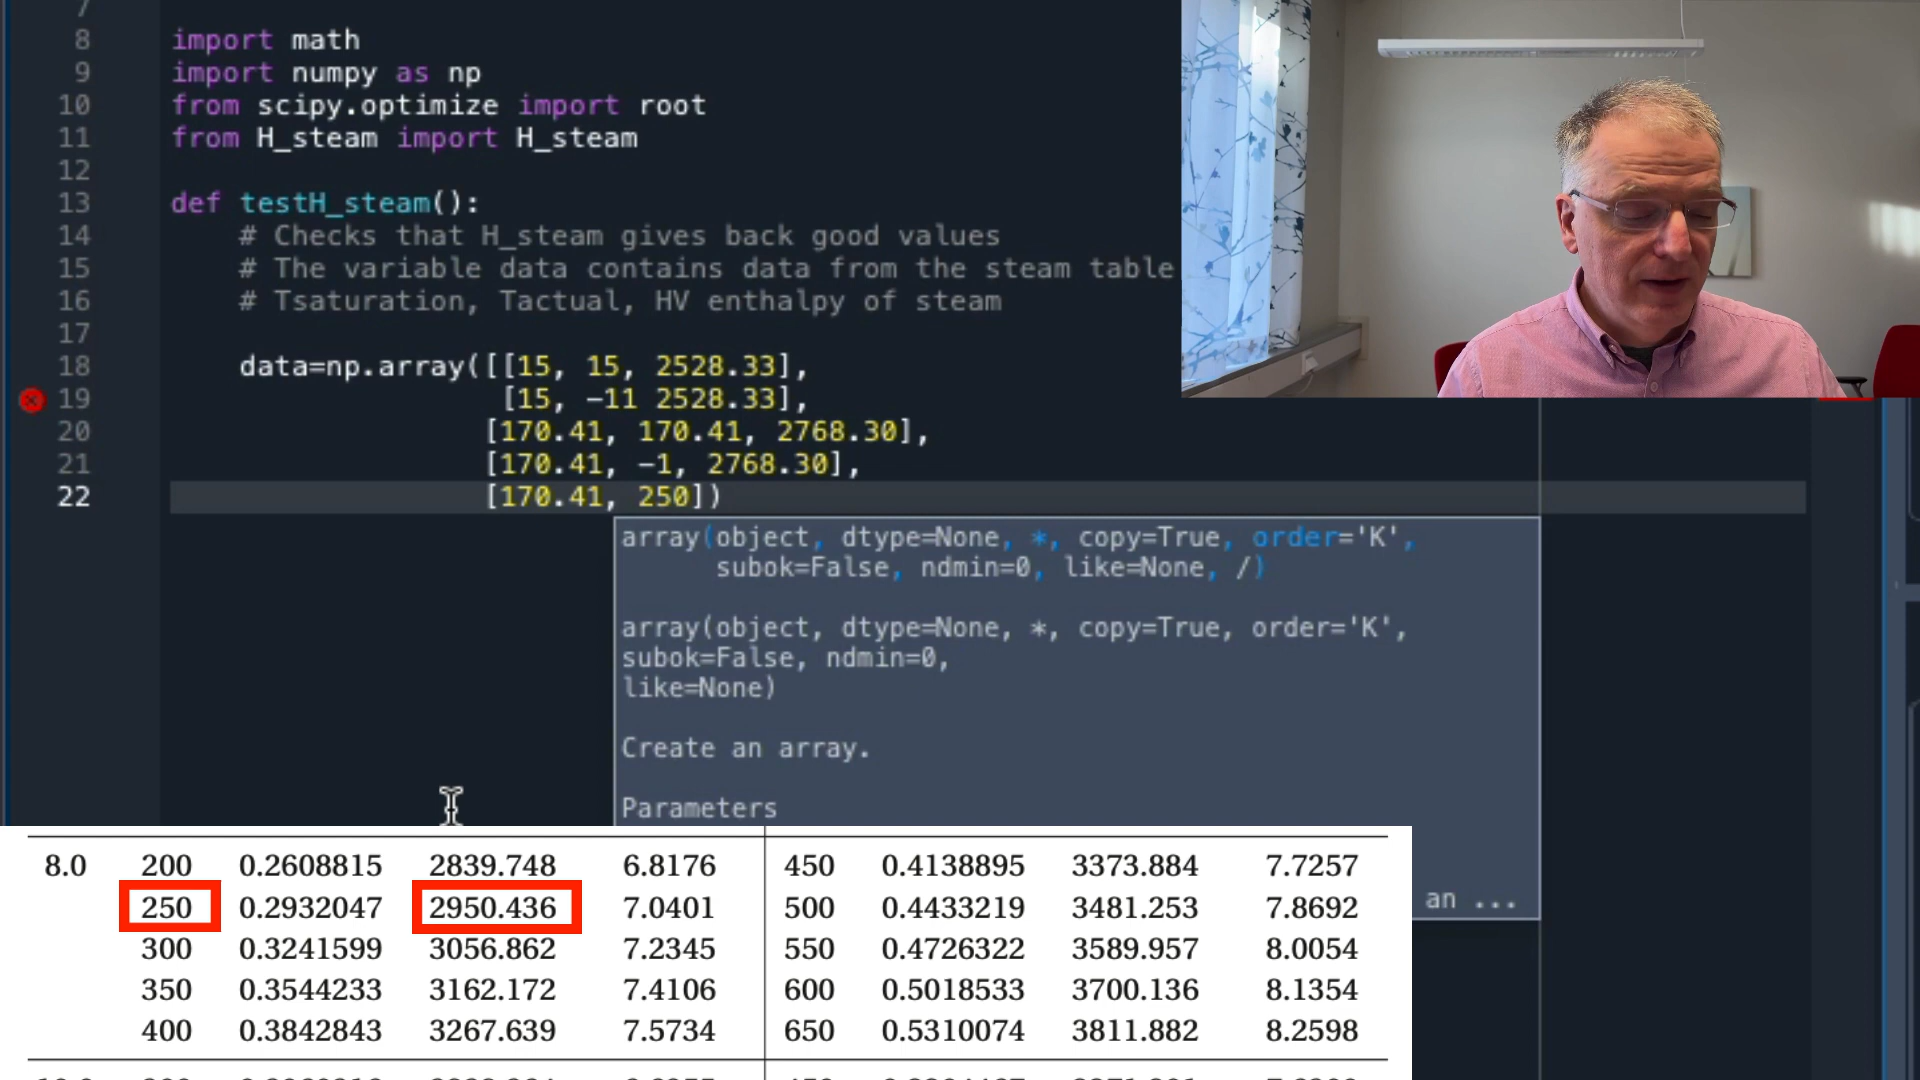 7
8 import math
9 import numpy as np
10 from scipy.optimize import root
11 from H_steam import H_steam
12
13 def testH_steam():
14 # Checks that H_steam gives back good values
15 # The variable data contains data from the steam table
16 # Tsaturation, Tactual, HV enthalpy of steam
17
18 data=np.array([[15, 15, 2528.33],
19 [15, -11 2528.33],
20 [170.41, 170.41, 2768.30],
21 [170.41, -1, 2768.30],
22 [170.41, 250])
array(object, dtype=None, *, copy=True, order='K',
subok=False, ndmin=0, like=None, /)
array(object, dtype=None, *, copy=True, order='K',
subok=False, ndmin=0,
like=None)
Create an array.
Parameters
an ...
8.0 200 0.2608815 2839.748 6.8176 450 0.4138895 3373.884 7.7257
250 0.2932047 2950.436 7.0401 500 0.4433219 3481.253 7.8692
300 0.3241599 3056.862 7.2345 550 0.4726322 3589.957 8.0054
350 0.3544233 3162.172 7.4106 600 0.5018533 3700.136 8.1354
400 0.3842843 3267.639 7.5734 650 0.5310074 3811.882 8.2598